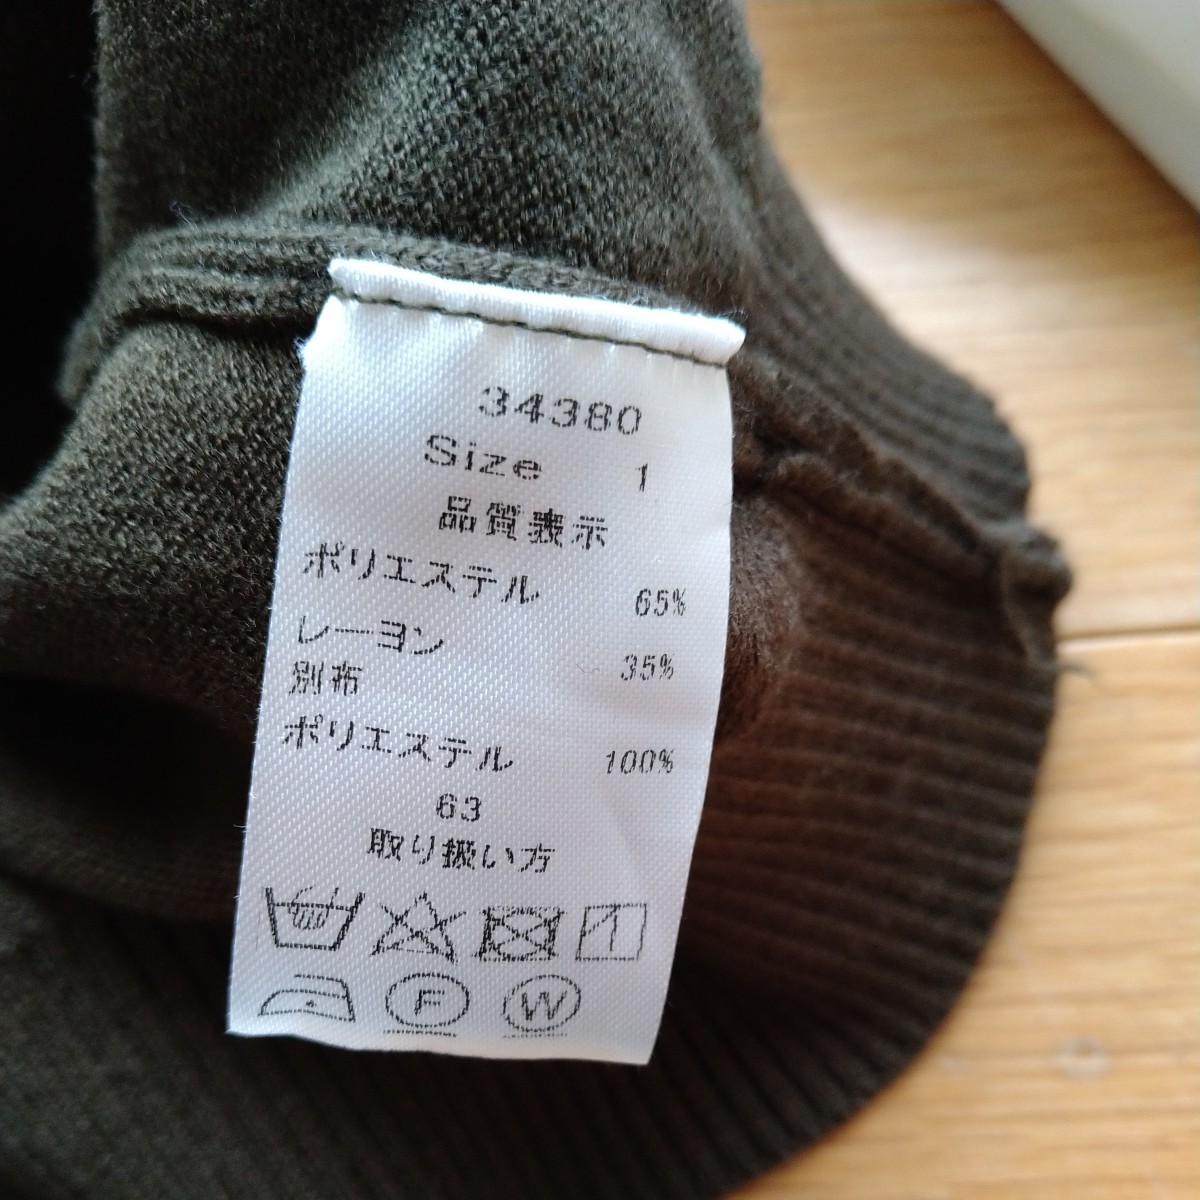 34380
Size 1
品質表示
ポリエステル 65%
レーヨン 35%
別布
ポリエステル 100%
63
取り扱い方
F W